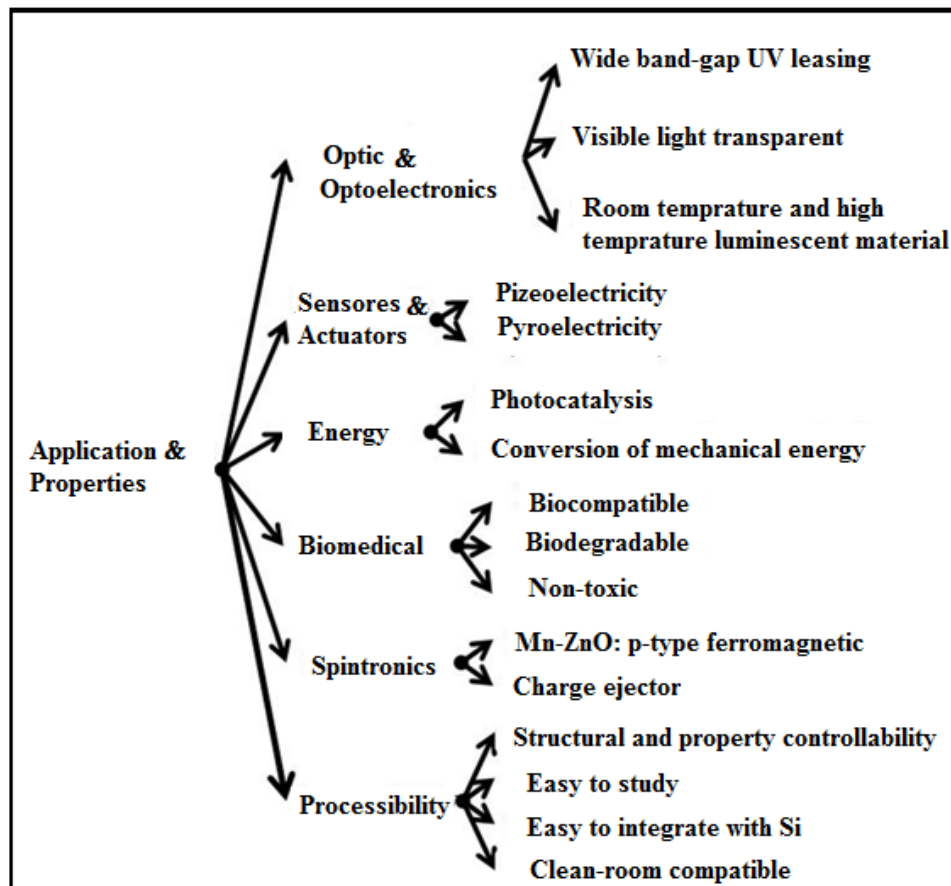 Wide band-gap UV leasing
Visible light transparent
Optic &
Optoelectronics
Room temprature and high
temprature luminescent material
Sensores &
Actuators
Pizeoelectricity
Pyroelectricity
Photocatalysis
Energy
Conversion of mechanical energy
Application &
Properties
Biocompatible
Biomedical
Biodegradable
Non-toxic
Mn-ZnO: p-type ferromagnetic
Spintronics
Charge ejector
Structural and property controllability
Easy to study
Processibility
Easy to integrate with Si
Clean-room compatible